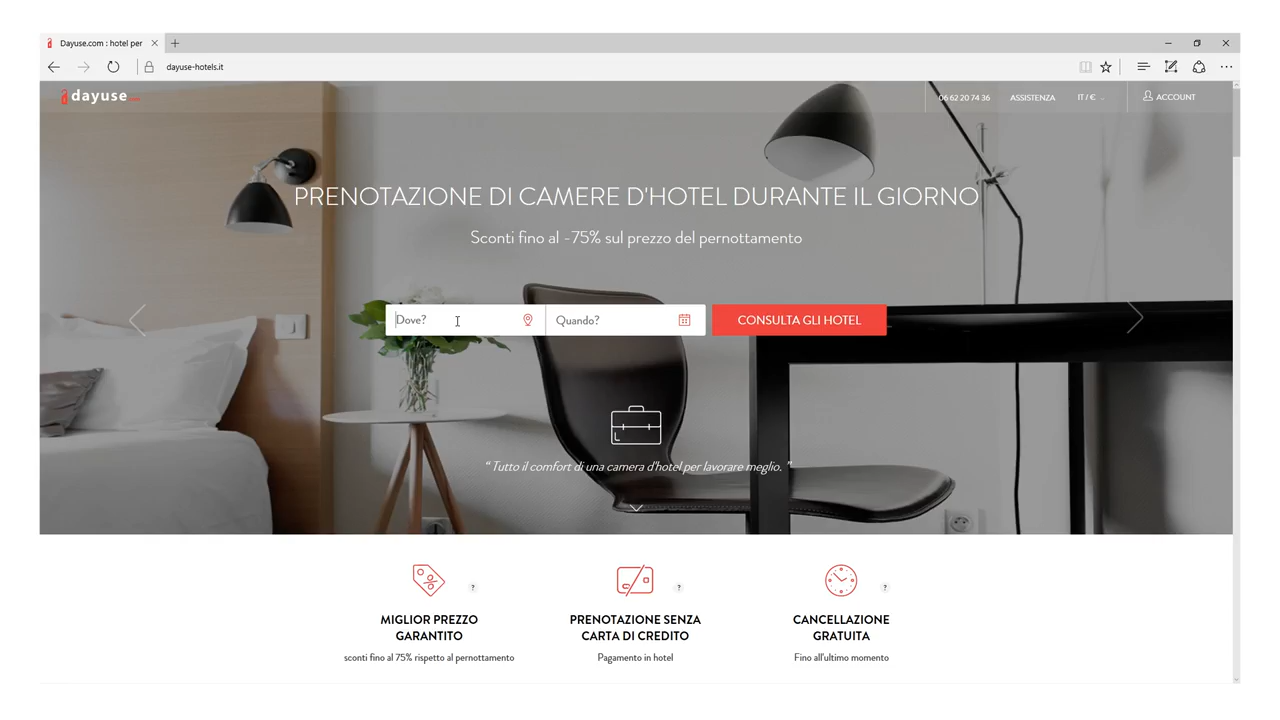 Dayuse.com : hotel per
dayuse-hotels.it
dayuse
06 62 20 74 36
ASSISTENZA
IT / €
ACCOUNT
PRENOTAZIONE DI CAMERE D'HOTEL DURANTE IL GIORNO
Sconti fino al -75% sul prezzo del pernottamento
Dove?
Quando?
CONSULTA GLI HOTEL
“ Tutto il comfort di una camera d'hotel per lavorare meglio. ”
?
?
?
MIGLIOR PREZZO
GARANTITO
sconti fino al 75% rispetto al pernottamento
PRENOTAZIONE SENZA
CARTA DI CREDITO
Pagamento in hotel
CANCELLAZIONE
GRATUITA
Fino all'ultimo momento